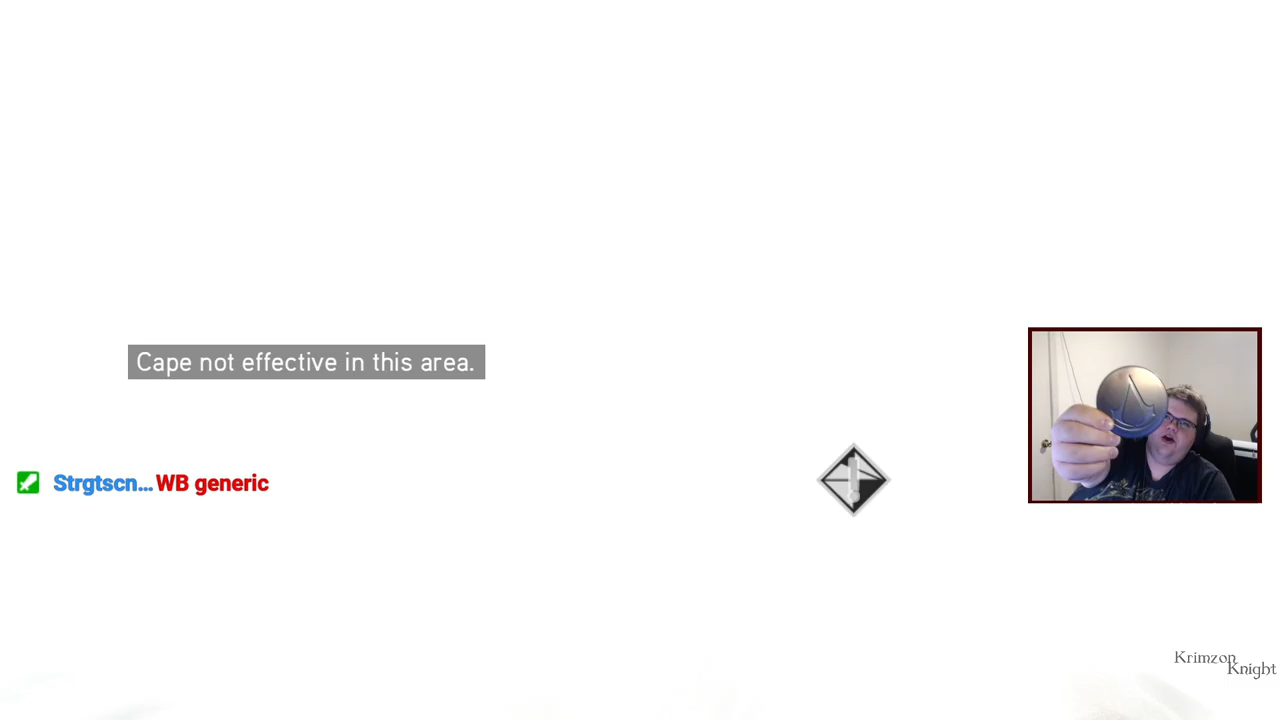 Cape not effective in this area.
Strgtscn... WB generic
Krimzon
Knight